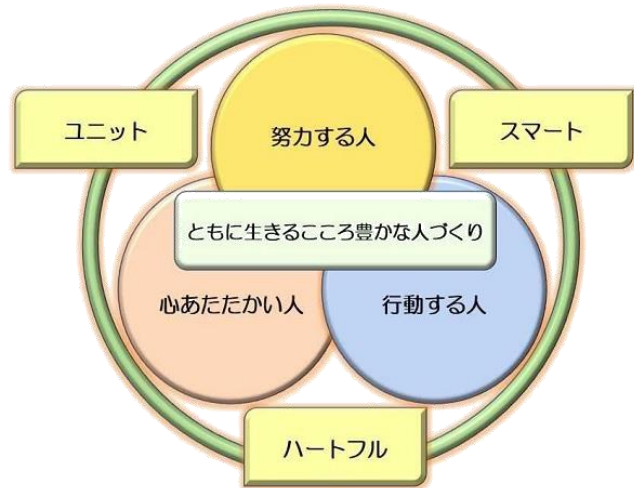 努力する人
ユニット
スマート
ともに生きるこころ豊かな人づくり
心あたたかい人
行動する人
ハートフル